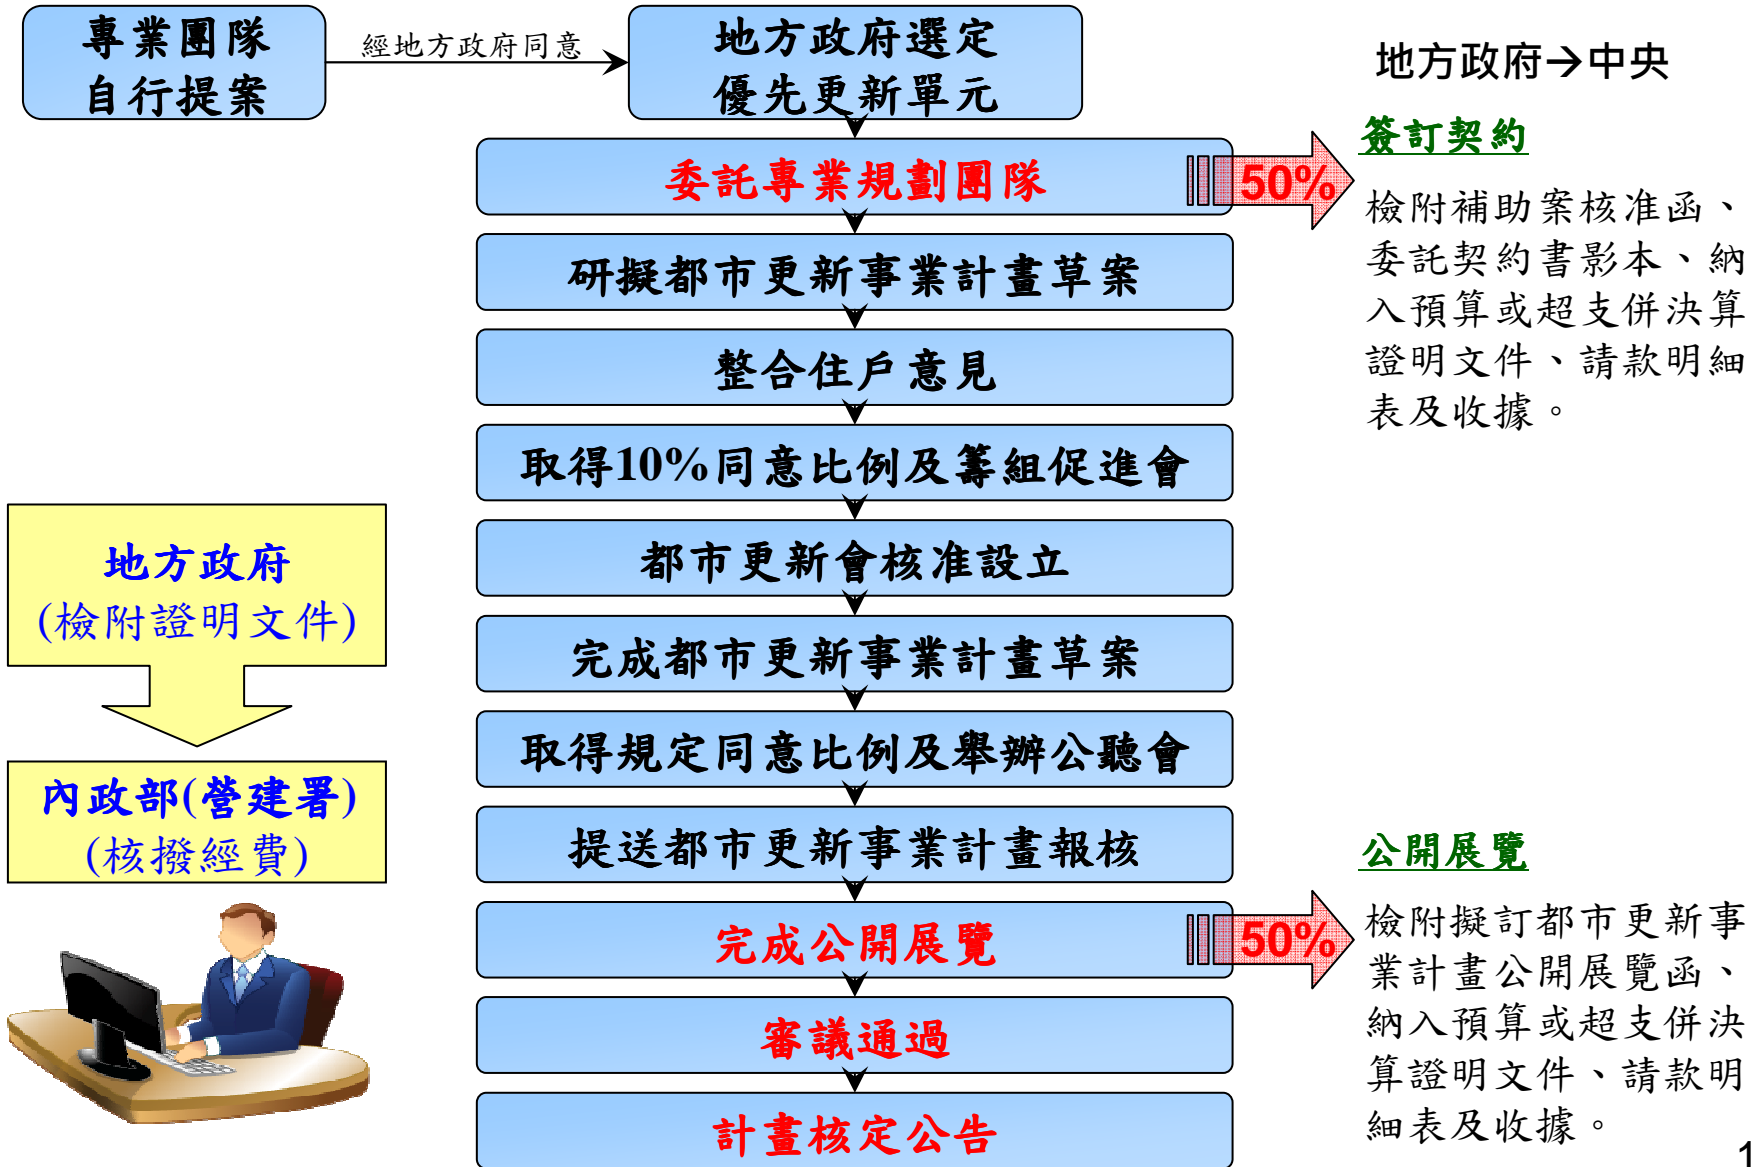 專業團隊
自行提案
經地方政府同意
地方政府選定
優先更新單元
地方政府→中央
委託專業規劃團隊
50%
簽訂契約
檢附補助案核准函、
委託契約書影本、納
入預算或超支併決算
證明文件、請款明細
表及收據。
研擬都市更新事業計畫草案
整合住戶意見
取得10%同意比例及籌組促進會
都市更新會核准設立
完成都市更新事業計畫草案
取得規定同意比例及舉辦公聽會
提送都市更新事業計畫報核
完成公開展覽
50%
公開展覽
檢附擬訂都市更新事
業計畫公開展覽函、
納入預算或超支併決
算證明文件、請款明
細表及收據。
審議通過
計畫核定公告
地方政府
(檢附證明文件)
內政部(營建署)
(核撥經費)
1